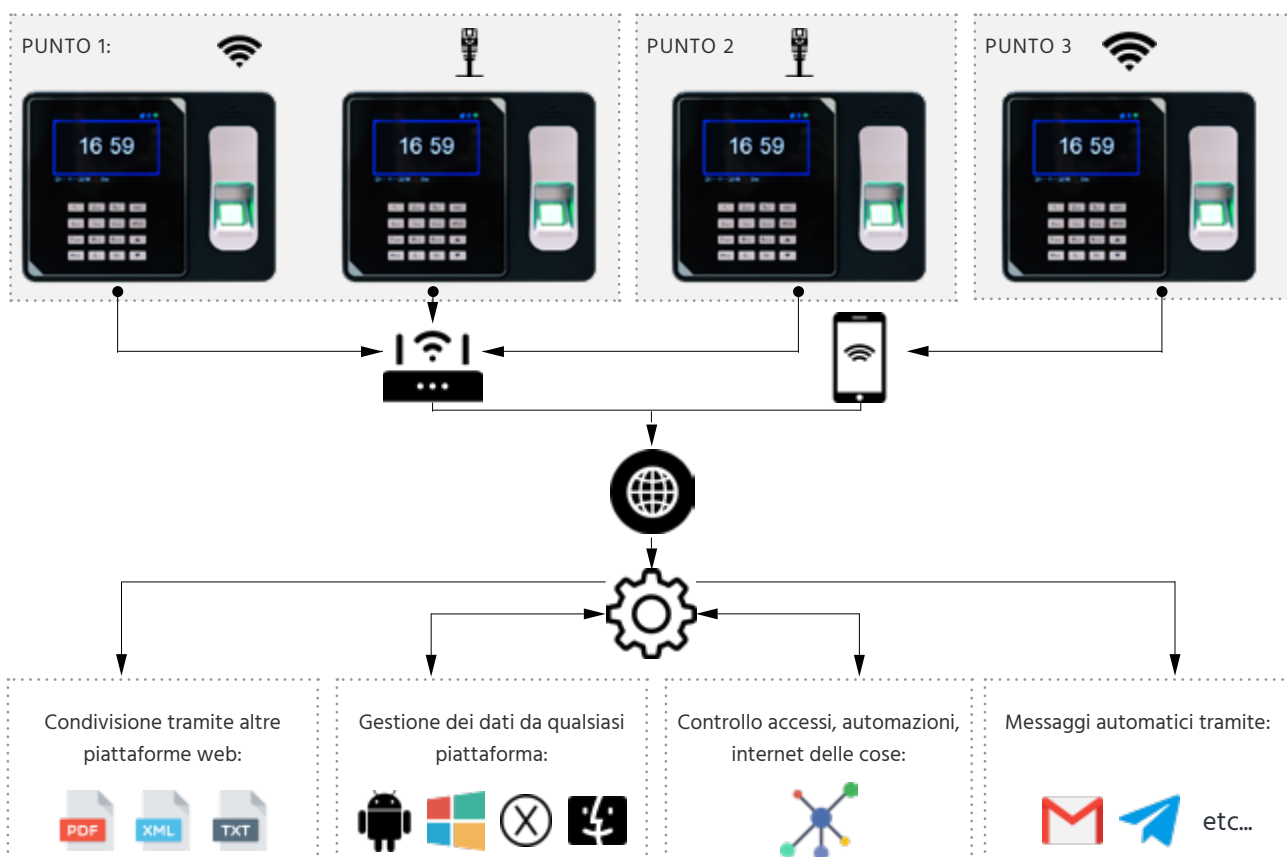 PUNTO 1:
PUNTO 2
PUNTO 3
16 59
16 59
16 59
16 59
Condivisione tramite altre
piattaforme web:
Gestione dei dati da qualsiasi
piattaforma:
Controllo accessi, automazioni,
internet delle cose:
Messaggi automatici tramite:
PDF
XML
TXT
X
etc...